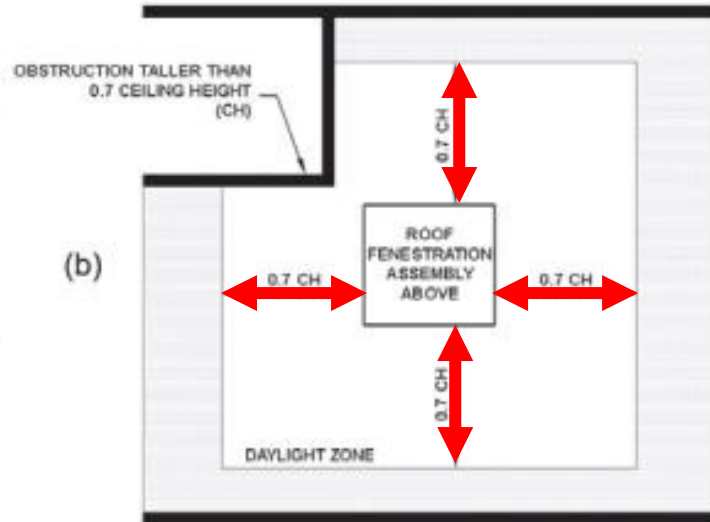 OBSTRUCTION TALLER THAN
0.7 CEILING HEIGHT
(CH)
0.7 CH
(b)
ROOF
FENESTRATION
ASSEMBLY
ABOVE
0.7 CH
0.7 CH
0.7 CH
DAYLIGHT ZONE